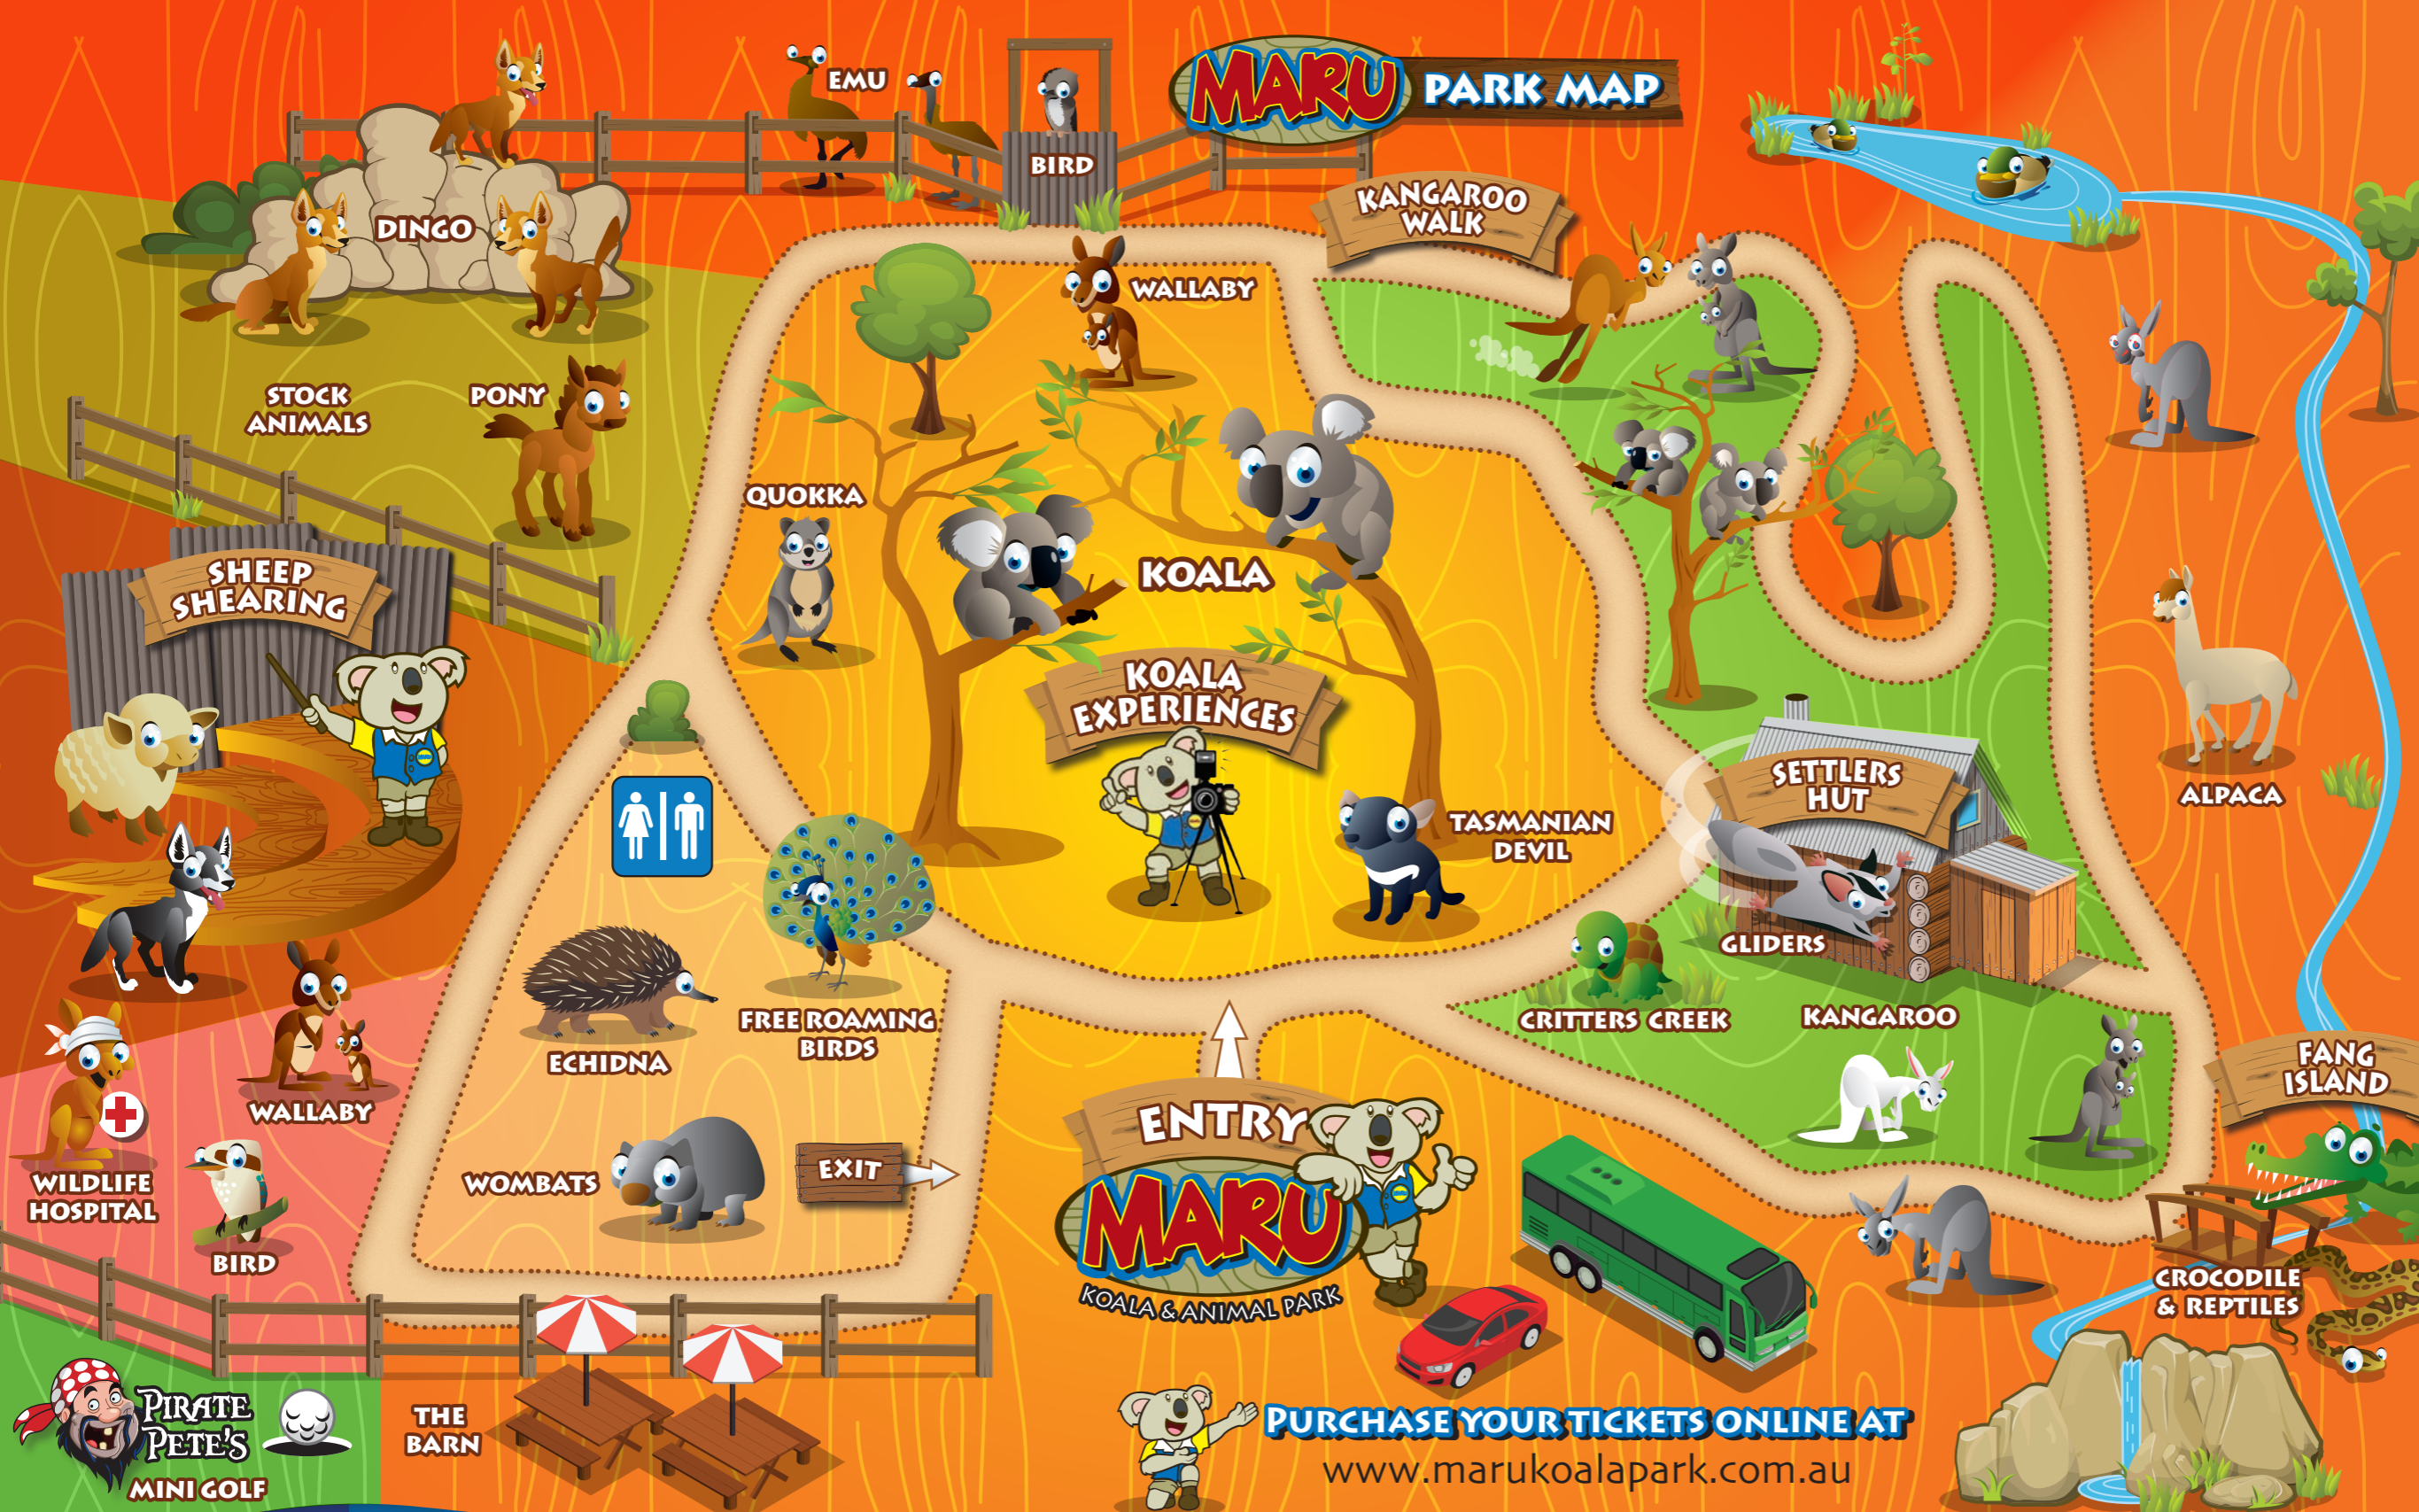 MARU PARK MAP
EMU
BIRD
KANGAROO
WALK
DINGO
WALLABY
STOCK
ANIMALS
PONY
QUOKKA
SHEEP
SHEARING
KOALA
KOALA
EXPERIENCES
SETTLERS
HUT
ALPACA
TASMANIAN
DEVIL
GLIDERS
FREE ROAMING
BIRDS
CRITTERS CREEK
KANGAROO
ECHIDNA
FANG
ISLAND
WALLABY
ENTRY
WILDLIFE
HOSPITAL
WOMBATS
EXIT
MARU
KOALA & ANIMAL PARK
BIRD
CROCODILE
& REPTILES
PIRATE
PETE'S
MINI GOLF
THE
BARN
PURCHASE YOUR TICKETS ONLINE AT
www.marukoalapark.com.au